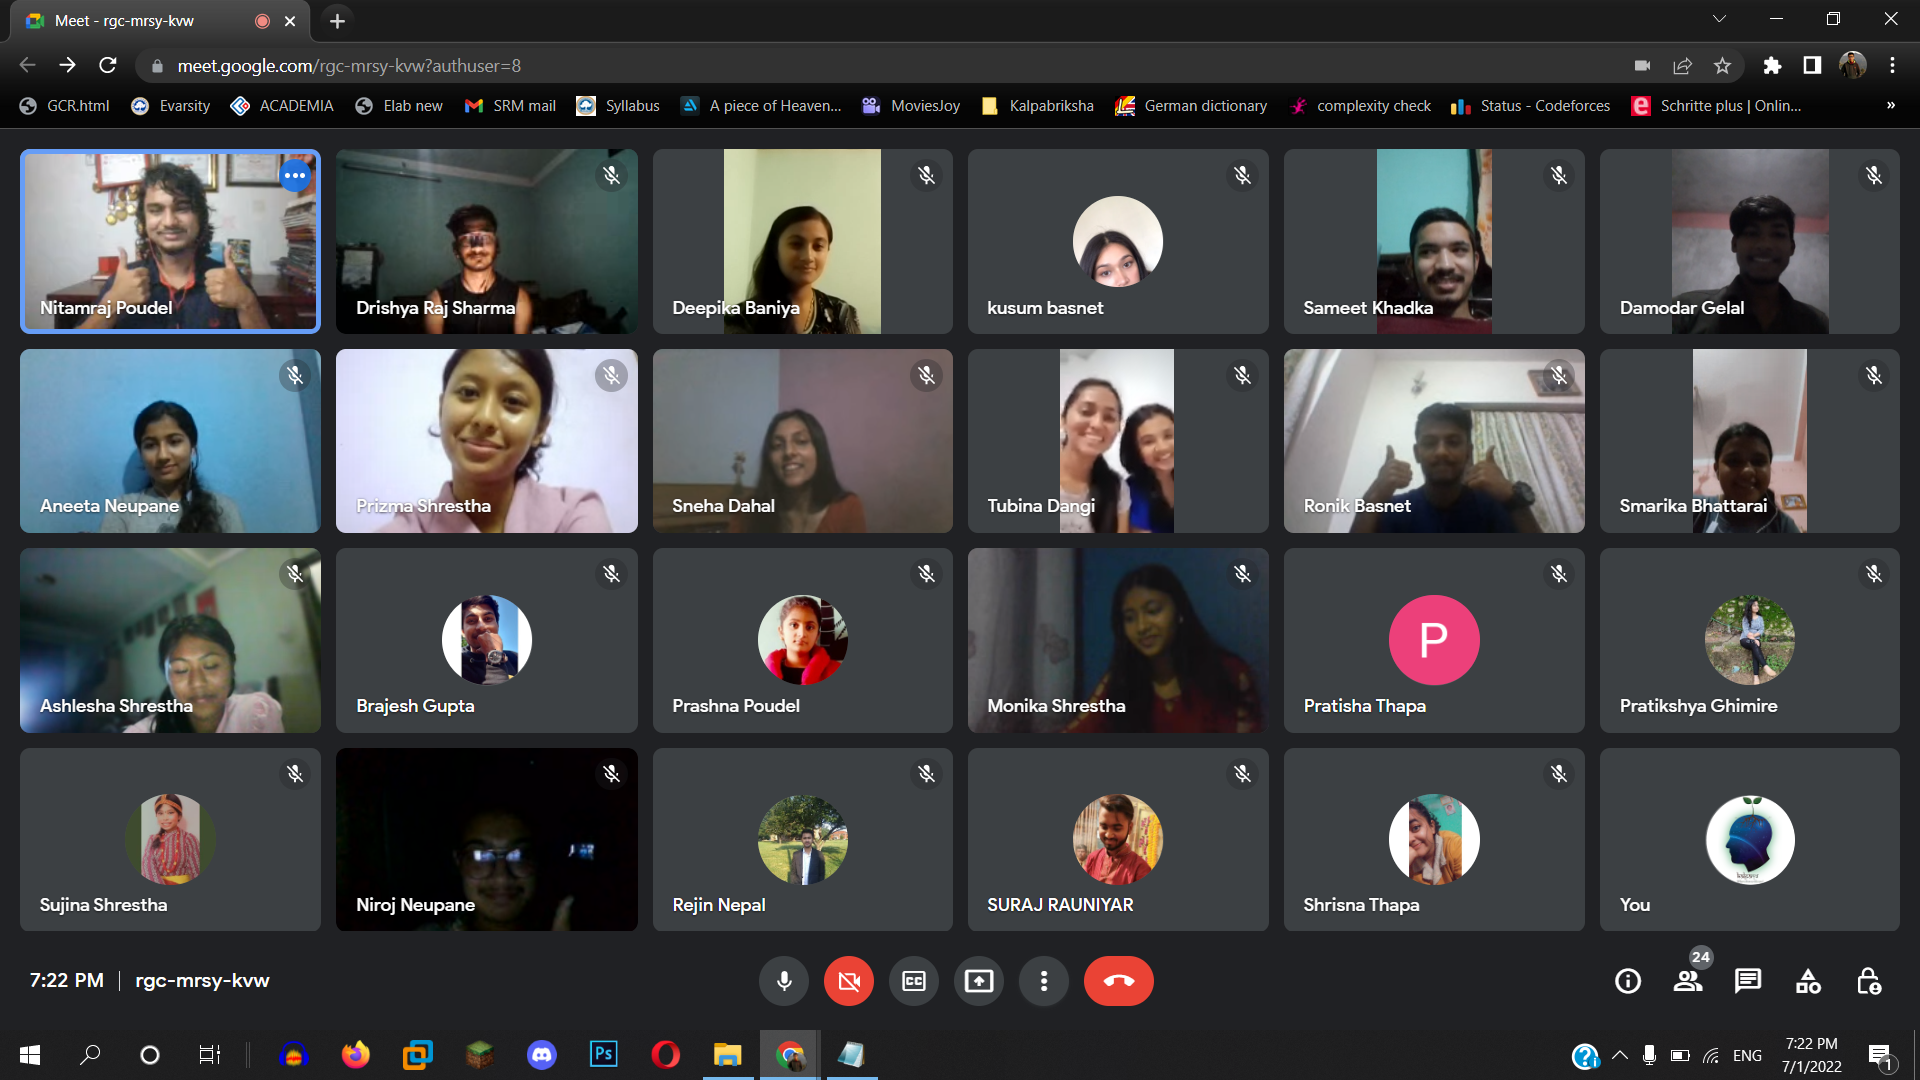 Meet - rgc-mrsy-kvw
meet.google.com/rgc-mrsy-kvw?authuser=8
GCR.html Evarsity ACADEMIA Elab new SRM mail Syllabus A piece of Heaven... MoviesJoy Kalpabriksha German dictionary complexity check Status - Codeforces Schritte plus | Onlin... »
Nitamraj Poudel Drishya Raj Sharma Deepika Baniya kusum basnet Sameet Khadka Damodar Gelal
Aneeta Neupane Prizma Shrestha Sneha Dahal Tubina Dangi Ronik Basnet Smarika Bhattarai
P
Ashlesha Shrestha Brajesh Gupta Prashna Poudel Monika Shrestha Pratisha Thapa Pratikshya Ghimire
Sujina Shrestha Niroj Neupane Rejin Nepal SURAJ RAUNIYAR Shrisna Thapa You
24
7:22 PM | rgc-mrsy-kvw CC
Ps ENG 7:22 PM
7/1/2022 1